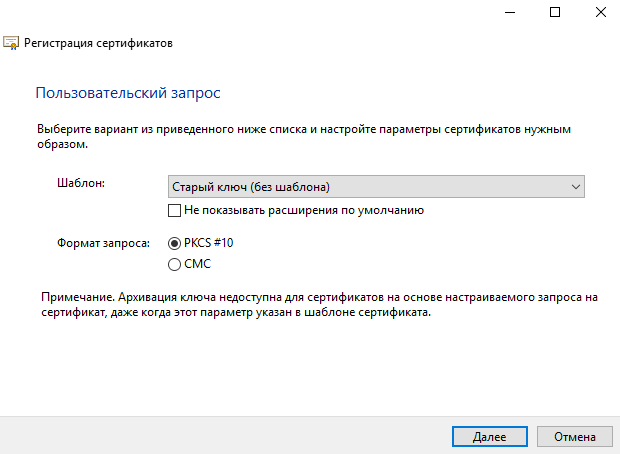 Регистрация сертификатов
Пользовательский запрос
Выберите вариант из приведенного ниже списка и настройте параметры сертификатов нужным
образом.
Шаблон:
Старый ключ (без шаблона)
Не показывать расширения по умолчанию
Формат запроса:
PKCS #10
CMC
Примечание. Архивация ключа недоступна для сертификатов на основе настраиваемого запроса на
сертификат, даже когда этот параметр указан в шаблоне сертификата.
Далее
Отмена